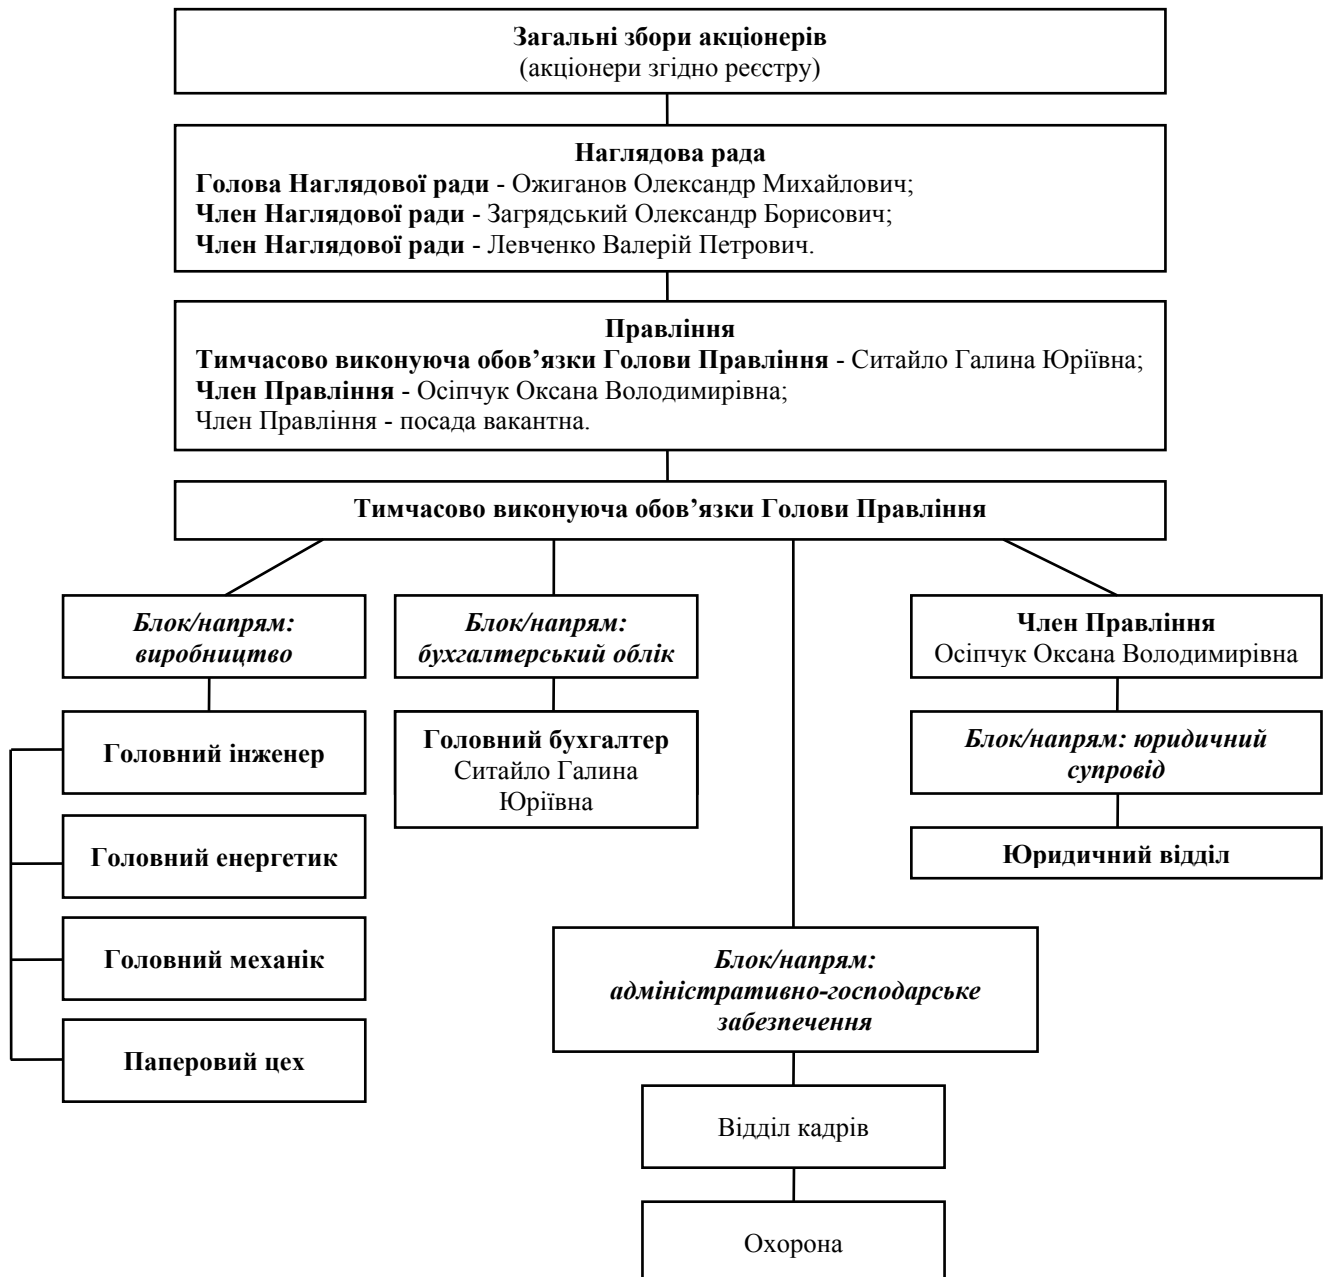 Загальні збори акціонерів
(акціонери згідно реєстру)
Наглядова рада
Голова Наглядової ради - Ожиганов Олександр Михайлович;
Член Наглядової ради - Загрядський Олександр Борисович;
Член Наглядової ради - Левченко Валерій Петрович.
Правління
Тимчасово виконуюча обов’язки Голови Правління - Ситайло Галина Юріївна;
Член Правління - Осіпчук Оксана Володимирівна;
Член Правління - посада вакантна.
Тимчасово виконуюча обов’язки Голови Правління
Блок/напрям:
виробництво
Головний інженер
Головний енергетик
Головний механік
Паперовий цех
Блок/напрям:
бухгалтерський облік
Головний бухгалтер
Ситайло Галина
Юріївна
Блок/напрям:
адміністративно-господарське
забезпечення
Відділ кадрів
Охорона
Член Правління
Осіпчук Оксана Володимирівна
Блок/напрям: юридичний
супровід
Юридичний відділ